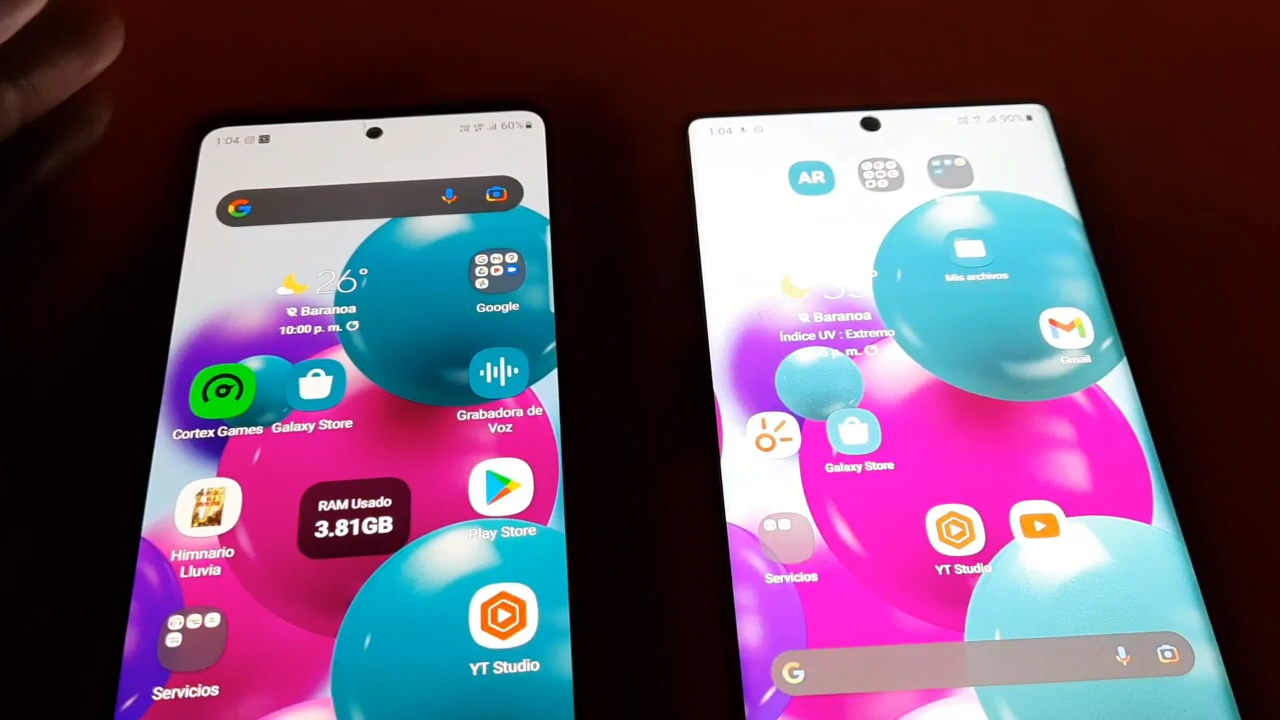 1:04
60%
26°
Baranoa
10:00 p. m.
Google
Cortex Games
Galaxy Store
Grabadora de
Voz
RAM Usado
3.81GB
Himnario
Lluvia
Play Store
Servicios
YT Studio
1:04
90%
AR
Mis archivos
Baranoa
Índice UV : Extremo
p. m.
Gmail
Galaxy Store
Servicios
YT Studio